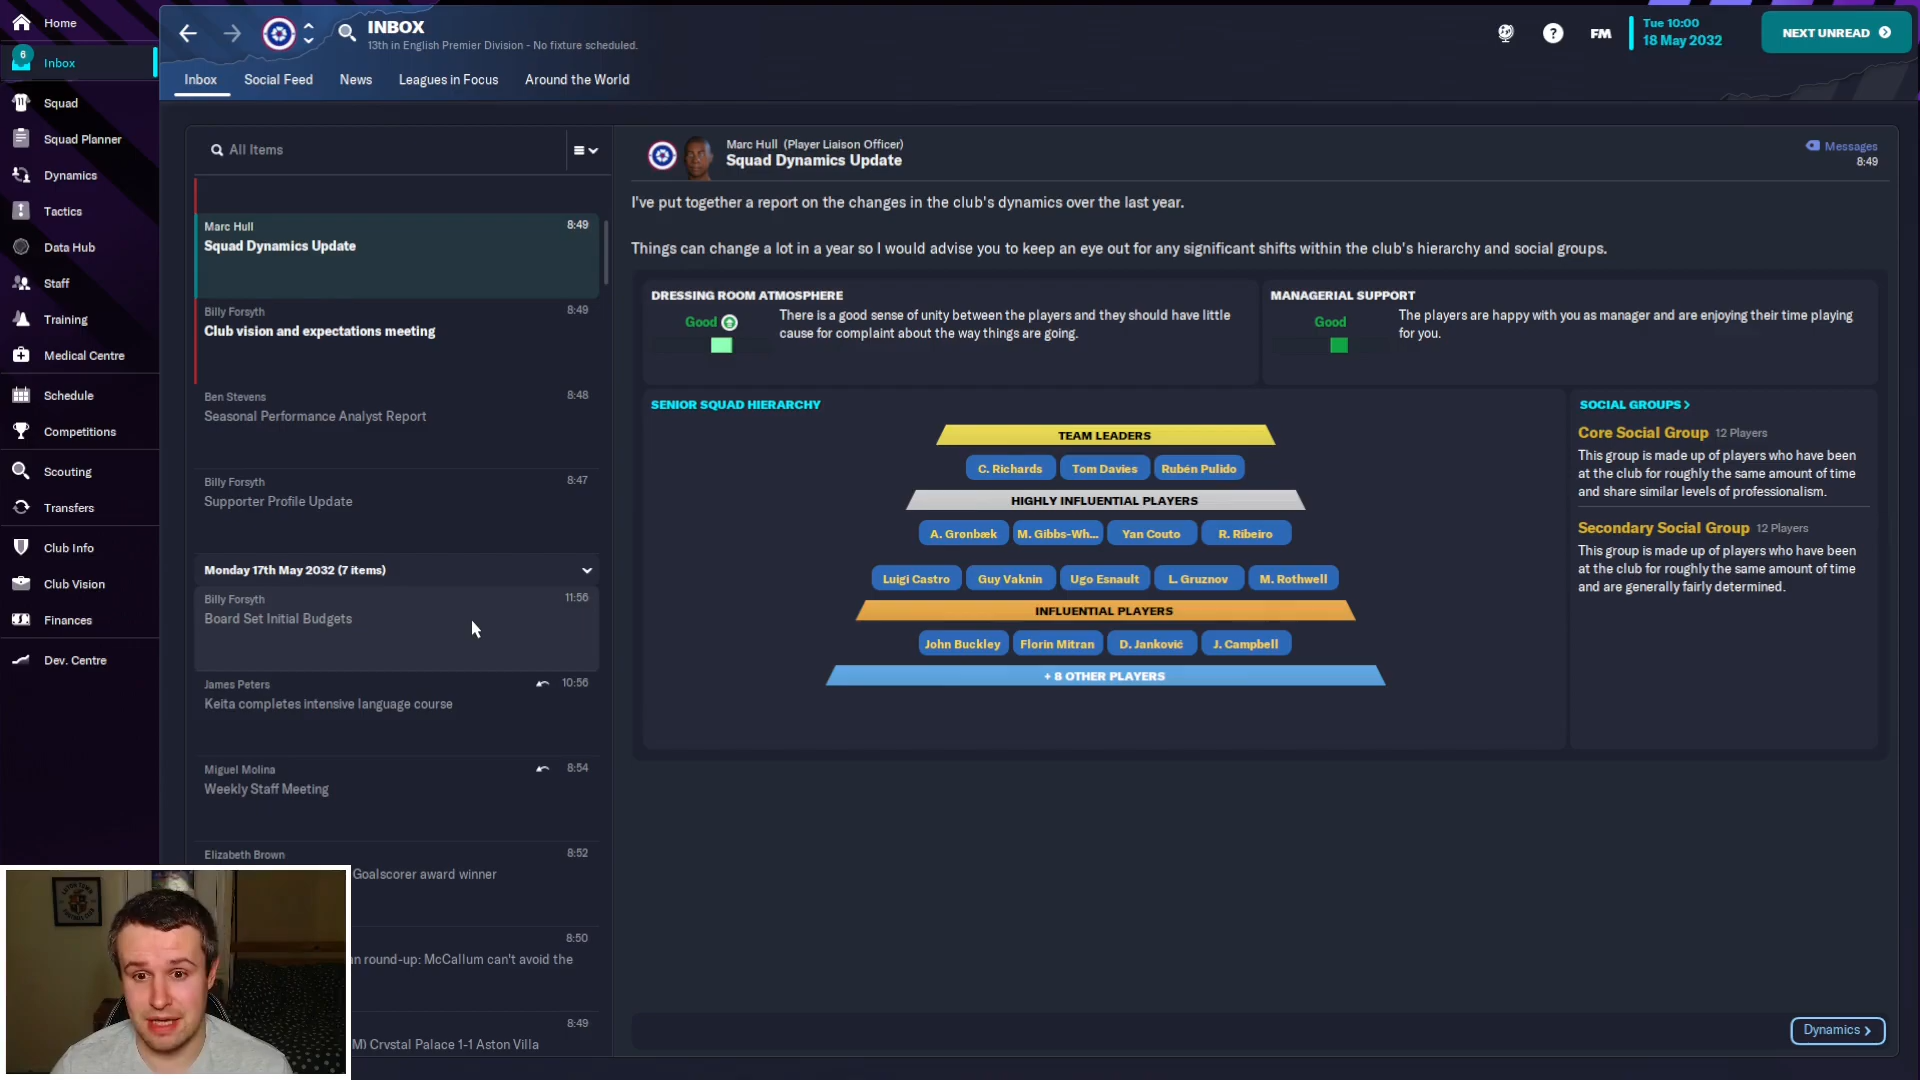 Home
6
Inbox
Squad
Squad Planner
Dynamics
Tactics
Data Hub
Staff
Training
Medical Centre
Schedule
Competitions
Scouting
Transfers
Club Info
Club Vision
Finances
Dev. Centre
INBOX
13th in English Premier Division - No fixture scheduled.
?
FM
Tue 10:00
18 May 2032
NEXT UNREAD
Inbox
Social Feed
News
Leagues in Focus
Around the World
All Items
Marc Hull 8:49
Squad Dynamics Update
Billy Forsyth 8:49
Club vision and expectations meeting
Ben Stevens 8:48
Seasonal Performance Analyst Report
Billy Forsyth 8:47
Supporter Profile Update
Monday 17th May 2032 (7 items)
Billy Forsyth 11:56
Board Set Initial Budgets
James Peters 10:56
Keita completes intensive language course
Miguel Molina 8:54
Weekly Staff Meeting
Elizabeth Brown 8:52
Goalscorer award winner
8:50
round-up: McCallum can't avoid the
8:49
Crystal Palace 1-1 Aston Villa
Marc Hull (Player Liaison Officer)
Squad Dynamics Update
Messages
8:49
I've put together a report on the changes in the club's dynamics over the last year.
Things can change a lot in a year so I would advise you to keep an eye out for any significant shifts within the club's hierarchy and social groups.
DRESSING ROOM ATMOSPHERE
Good
There is a good sense of unity between the players and they should have little
cause for complaint about the way things are going.
MANAGERIAL SUPPORT
Good
The players are happy with you as manager and are enjoying their time playing
for you.
SENIOR SQUAD HIERARCHY
TEAM LEADERS
C. Richards Tom Davies Rubén Pulido
HIGHLY INFLUENTIAL PLAYERS
A. Grønbæk M. Gibbs-Wh... Yan Couto R. Ribeiro
Luigi Castro Guy Vaknin Ugo Esnault L. Gruznov M. Rothwell
INFLUENTIAL PLAYERS
John Buckley Florin Mitran D. Janković J. Campbell
+ 8 OTHER PLAYERS
SOCIAL GROUPS >
Core Social Group 12 Players
This group is made up of players who have been
at the club for roughly the same amount of time
and share similar levels of professionalism.
Secondary Social Group 12 Players
This group is made up of players who have been
at the club for roughly the same amount of time
and are generally fairly determined.
Dynamics >